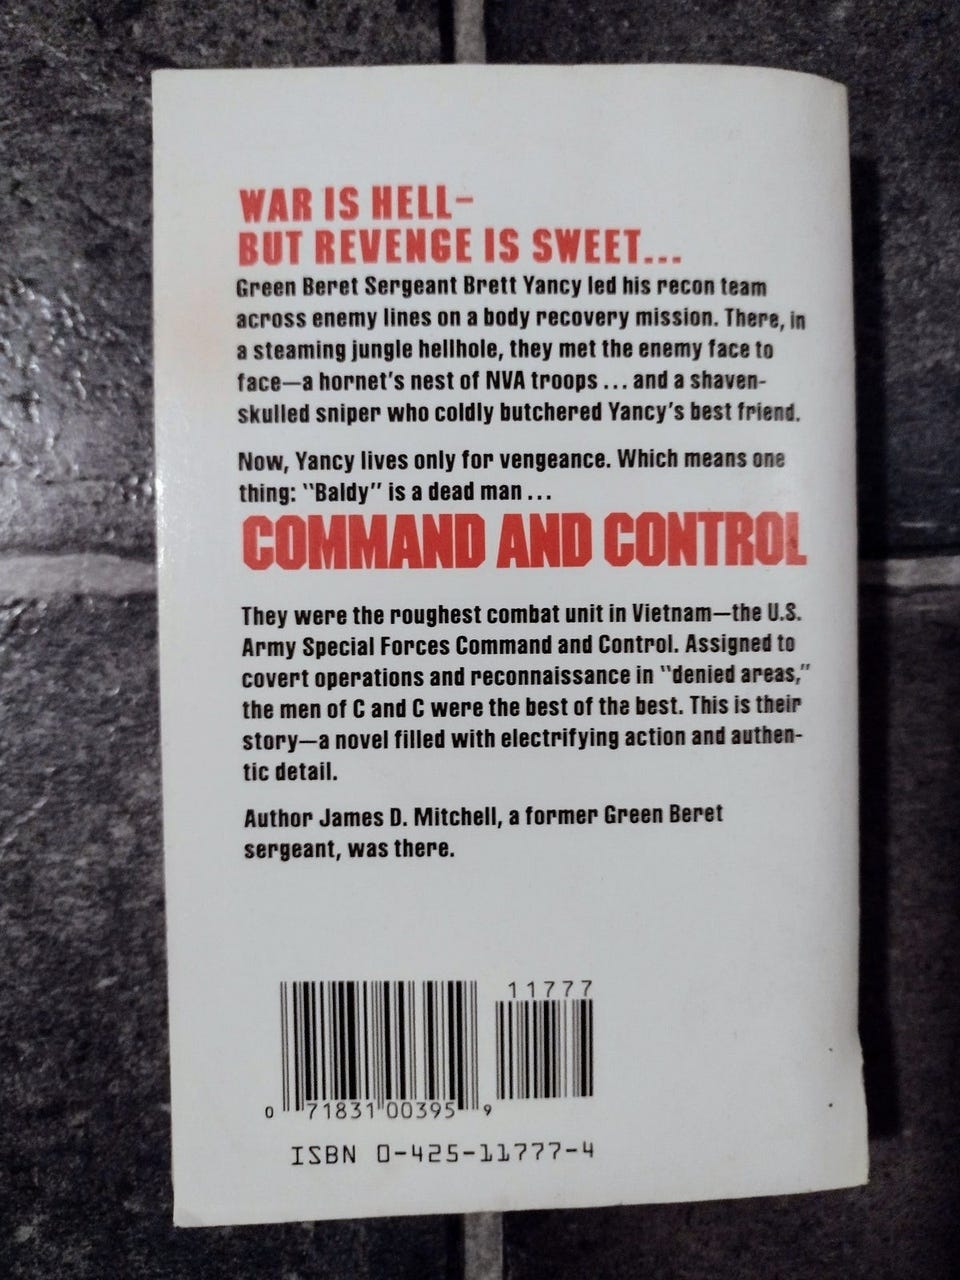 WAR IS HELL–
BUT REVENGE IS SWEET...
Green Beret Sergeant Brett Yancy led his recon team
across enemy lines on a body recovery mission. There, in
a steaming jungle hellhole, they met the enemy face to
face—a hornet's nest of NVA troops ... and a shaven-
skulled sniper who coldly butchered Yancy's best friend.
Now, Yancy lives only for vengeance. Which means one
thing: "Baldy" is a dead man ...
COMMAND AND CONTROL
They were the roughest combat unit in Vietnam—the U.S.
Army Special Forces Command and Control. Assigned to
covert operations and reconnaissance in "denied areas,"
the men of C and C were the best of the best. This is their
story—a novel filled with electrifying action and authen-
tic detail.
Author James D. Mitchell, a former Green Beret
sergeant, was there.
11777
0 71831 00395 9
ISBN 0-425-11777-4